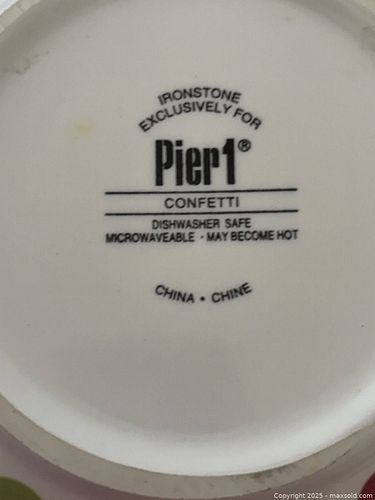 IRONSTONE
EXCLUSIVELY FOR
Pier1®
CONFETTI
DISHWASHER SAFE
MICROWAVEABLE · MAY BECOME HOT
CHINA • CHINE
Copyright 2025 - maxsold.com